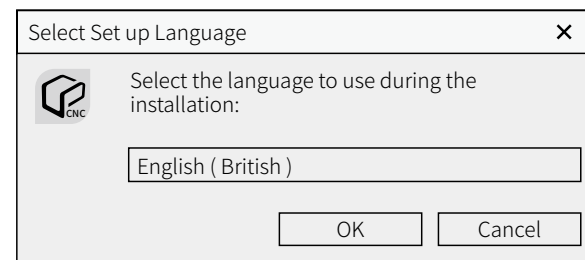 Select Set up Language
CNC
Select the language to use during the
installation:
English ( British )
OK
Cancel